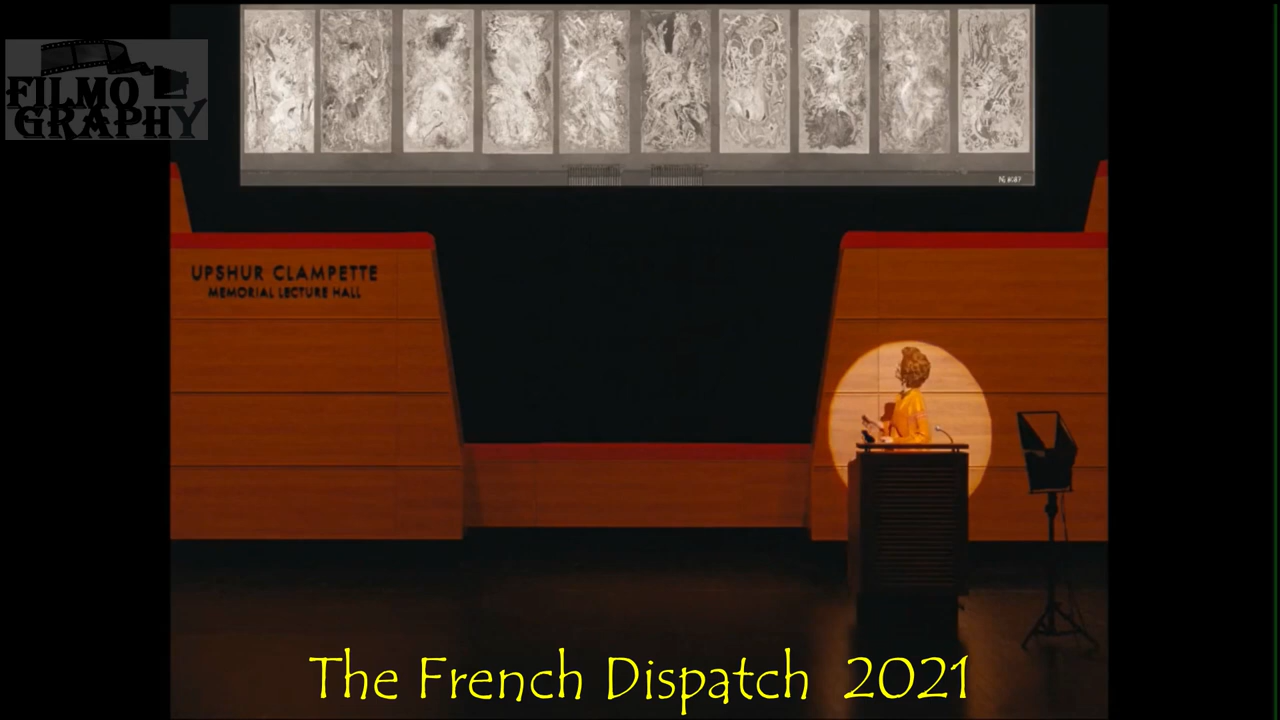 FILMO
GRAPHY
UPSHUR CLAMPETTE
MEMORIAL LECTURE HALL
The French Dispatch 2021